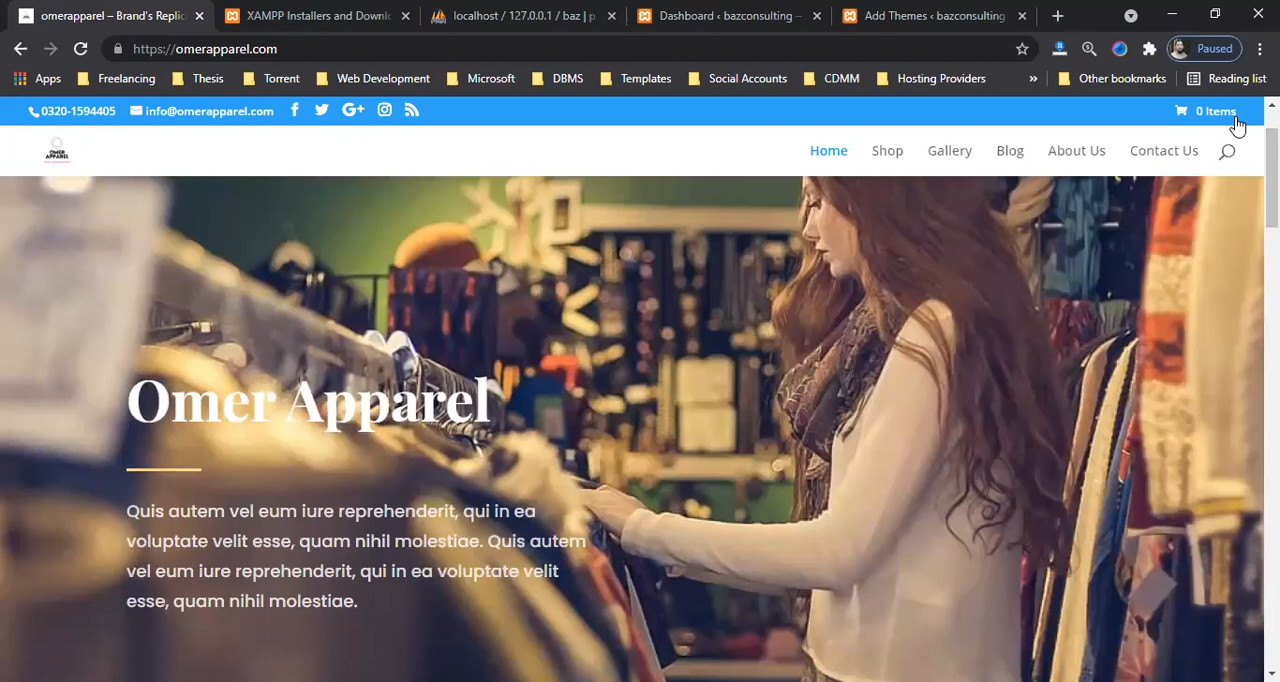 omerapparel – Brand's Replic
XAMPP Installers and Downl
localhost / 127.0.0.1 / baz | p
Dashboard ‹ bazconsulting –
Add Themes ‹ bazconsulting
https://omerapparel.com
Paused
Apps
Freelancing
Thesis
Torrent
Web Development
Microsoft
DBMS
Templates
Social Accounts
CDMM
Hosting Providers
»
Other bookmarks
Reading list
0320-1594405
info@omerapparel.com
0 Items
OMER
APPAREL
Home
Shop
Gallery
Blog
About Us
Contact Us
Omer Apparel
Quis autem vel eum iure reprehenderit, qui in ea
voluptate velit esse, quam nihil molestiae. Quis autem
vel eum iure reprehenderit, qui in ea voluptate velit
esse, quam nihil molestiae.